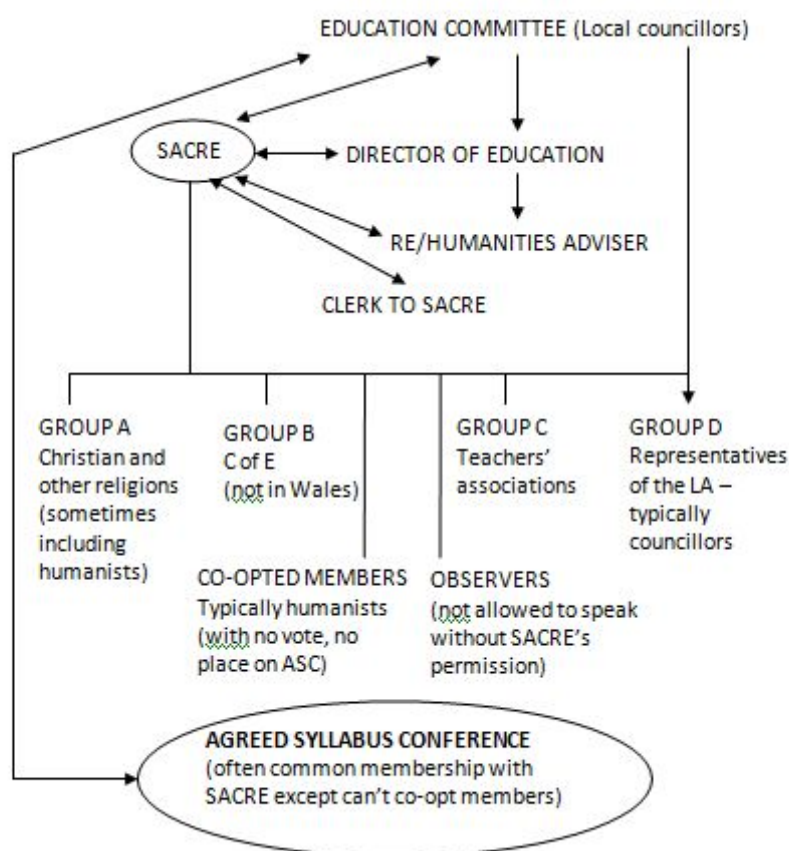 EDUCATION COMMITTEE (Local councillors)
SACRE
DIRECTOR OF EDUCATION
RE/HUMANITIES ADVISER
CLERK TO SACRE
GROUP A
Christian and
other religions
(sometimes
including
humanists)
GROUP B
C of E
(not in Wales)
GROUP C
Teachers’
associations
GROUP D
Representatives
of the LA –
typically
councillors
CO-OPTED MEMBERS
Typically humanists
(with no vote, no
place on ASC)
OBSERVERS
(not allowed to speak
without SACRE’s
permission)
AGREED SYLLABUS CONFERENCE
(often common membership with
SACRE except can’t co-opt members)